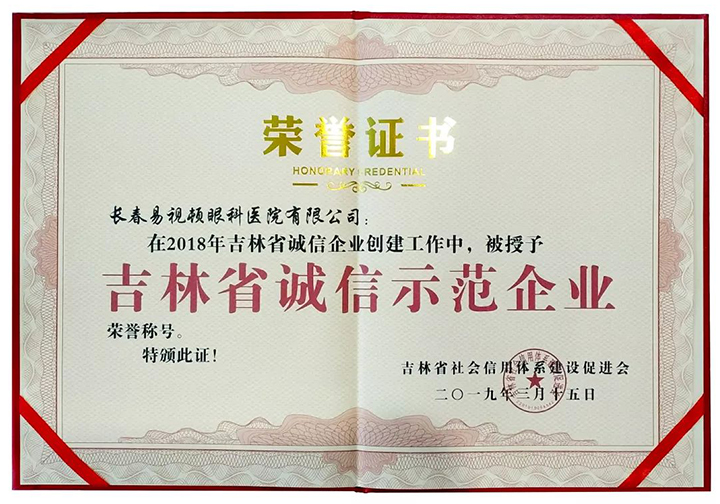 荣誉证书
HONORARY CREDENTIAL
长春易视顿眼科医院有限公司：
在2018年吉林省诚信企业创建工作中，被授予
吉林省诚信示范企业
荣誉称号。
特颁此证！
吉林省社会信用体系建设促进会
二〇一九年三月十五日